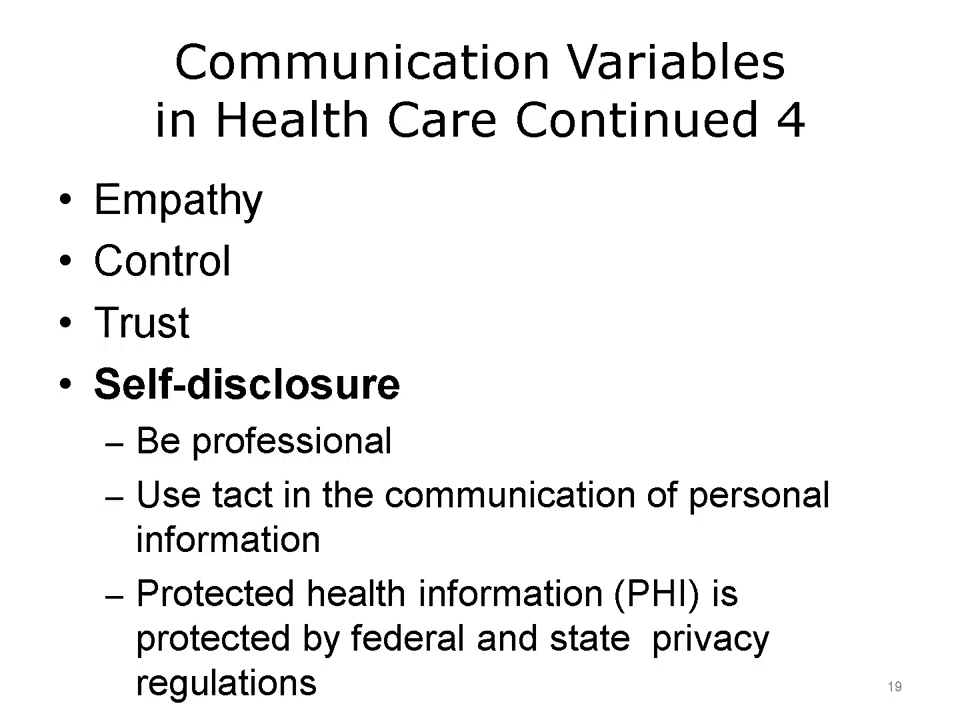 Communication Variables
in Health Care Continued 4
• Empathy
• Control
• Trust
• Self-disclosure
– Be professional
– Use tact in the communication of personal
information
– Protected health information (PHI) is
protected by federal and state  privacy
regulations
19